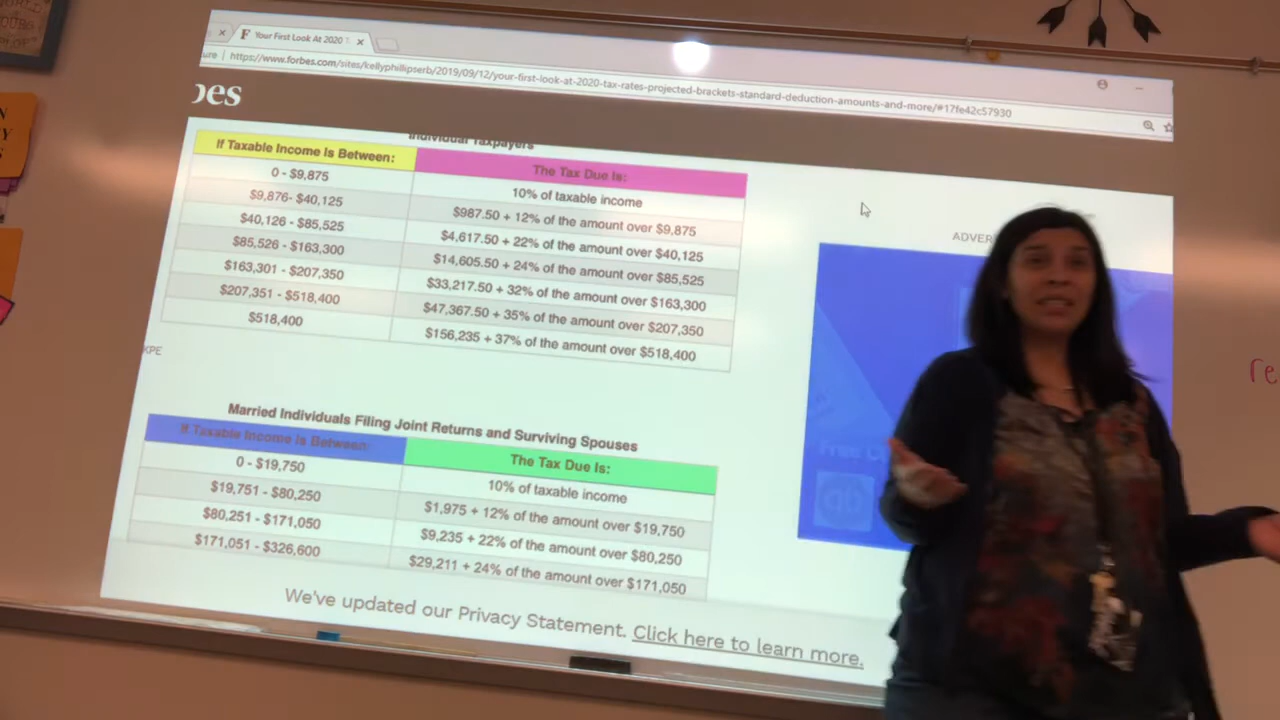 Your First Look At 2020 T
ure | https://www.forbes.com/sites/kellyphillipserb/2019/09/12/your-first-look-at-2020-tax-rates-projected-brackets-standard-deduction-amounts-and-more/#17fe42c57930
bes
Individual Taxpayers
If Taxable Income Is Between: The Tax Due Is:
0 - $9,875 10% of taxable income
$9,876- $40,125 $987.50 + 12% of the amount over $9,875
$40,126 - $85,525 $4,617.50 + 22% of the amount over $40,125
$85,526 - $163,300 $14,605.50 + 24% of the amount over $85,525
$163,301 - $207,350 $33,217.50 + 32% of the amount over $163,300
$207,351 - $518,400 $47,367.50 + 35% of the amount over $207,350
$518,400 $156,235 + 37% of the amount over $518,400
KPE
ADVER
Married Individuals Filing Joint Returns and Surviving Spouses
If Taxable Income Is Between: The Tax Due Is:
0 - $19,750 10% of taxable income
$19,751 - $80,250 $1,975 + 12% of the amount over $19,750
$80,251 - $171,050 $9,235 + 22% of the amount over $80,250
$171,051 - $326,600 $29,211 + 24% of the amount over $171,050
We've updated our Privacy Statement. Click here to learn more.
Free
qb
re